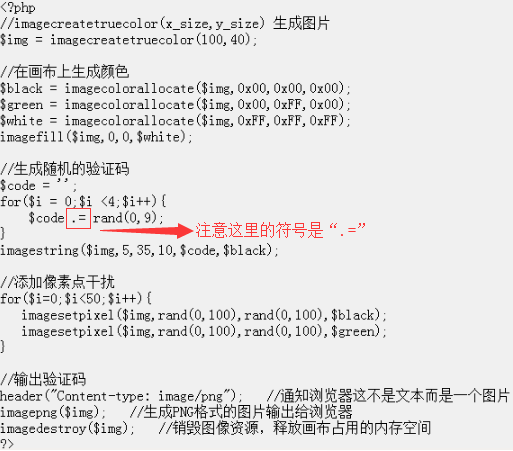 <?php
//imagecreatetruecolor(x_size,y_size) 生成图片
$img = imagecreatetruecolor(100,40);
//在画布上生成颜色
$black = imagecolorallocate($img,0x00,0x00,0x00);
$green = imagecolorallocate($img,0x00,0xFF,0x00);
$white = imagecolorallocate($img,0xFF,0xFF,0xFF);
imagefill($img,0,0,$white);
//生成随机的验证码
$code = '';
for($i = 0;$i <4;$i++){
$code .= rand(0,9);
注意这里的符号是“.=”
}
imagestring($img,5,35,10,$code,$black);
//添加像素点干扰
for($i=0;$i<50;$i++){
imagesetpixel($img,rand(0,100),rand(0,100),$black);
imagesetpixel($img,rand(0,100),rand(0,100),$green);
}
//输出验证码
header("Content-type: image/png"); //通知浏览器这不是文本而是一个图片
imagepng($img); //生成PNG格式的图片输出给浏览器
imagedestroy($img); //销毁图像资源，释放画布占用的内存空间
?>